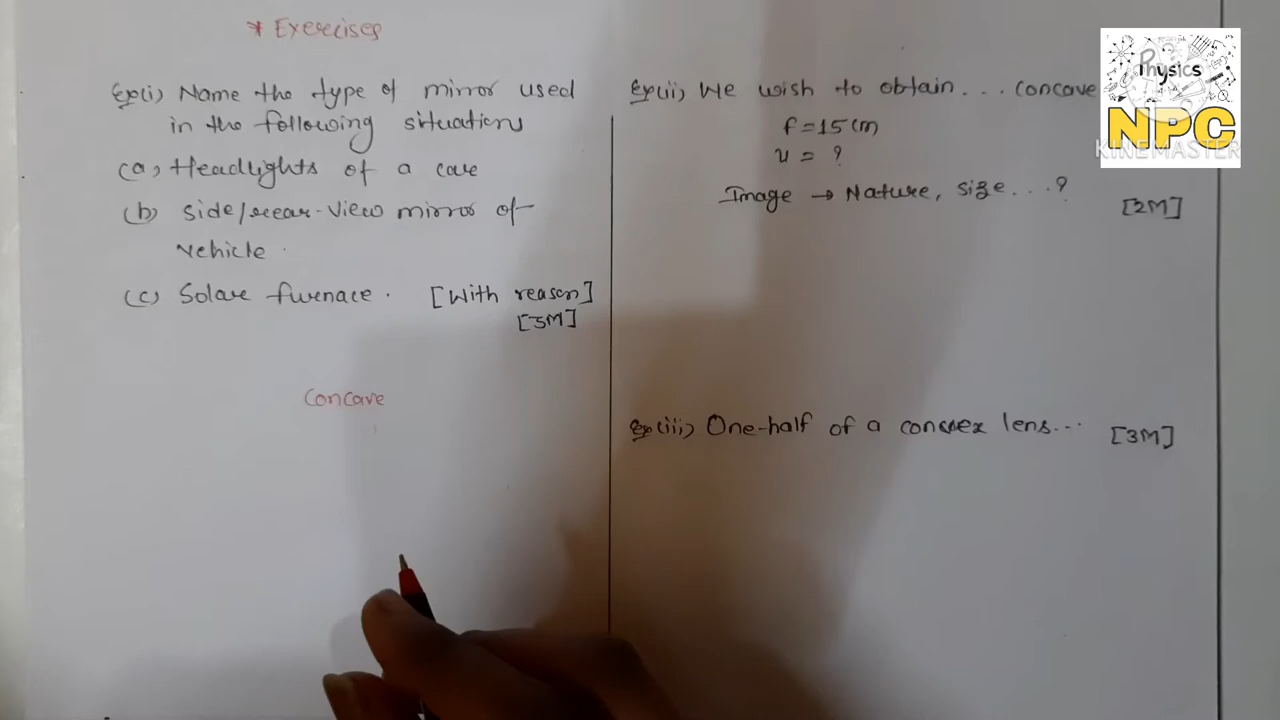 * Exercises
Ex(i) Name the type of mirror used
in the following situations
(a) Headlights of a car
(b) side/rear-view mirror of
vehicle.
(c) Solar furnace. [With reason]
[3M]
Concave
Ex(ii) We wish to obtain... concave
f = 15 cm
u = ?
Image → Nature, size...?
[2M]
Ex(iii) One-half of a convex lens...
[3M]
Physics
NPC
KINEMASTER